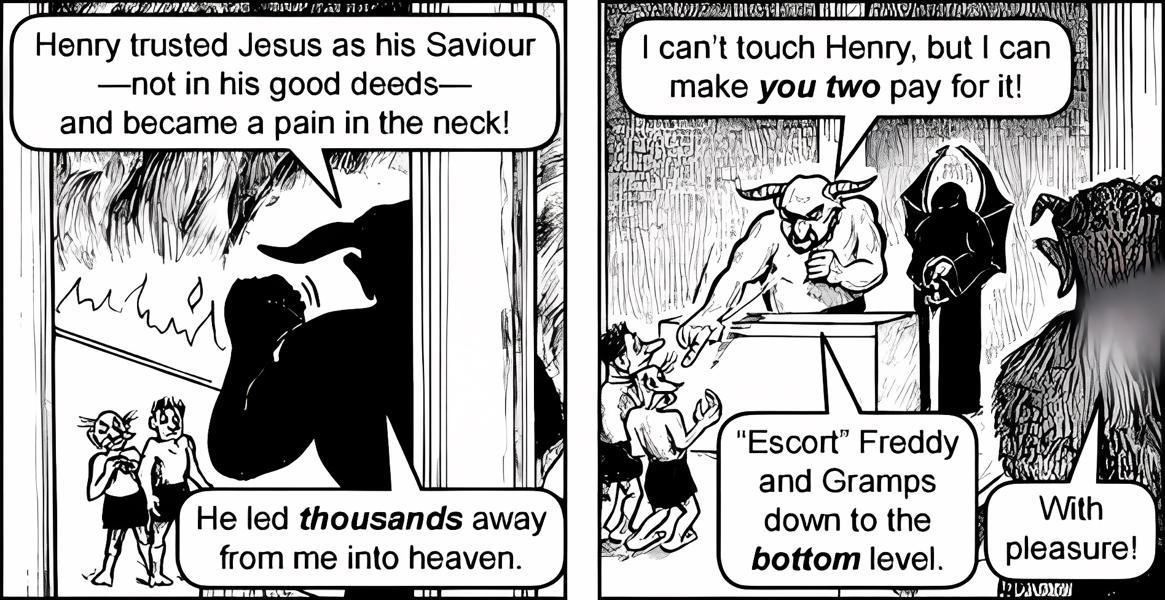 Henry trusted Jesus as his Saviour
—not in his good deeds—
and became a pain in the neck!
He led thousands away
from me into heaven.
I can't touch Henry, but I can
make you two pay for it!
“Escort” Freddy
and Gramps
down to the
bottom level.
With
pleasure!